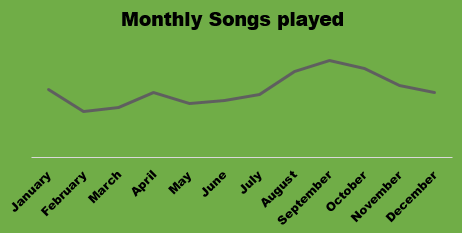 Monthly Songs played
January
February
March
April
May
June
July
August
September
October
November
December